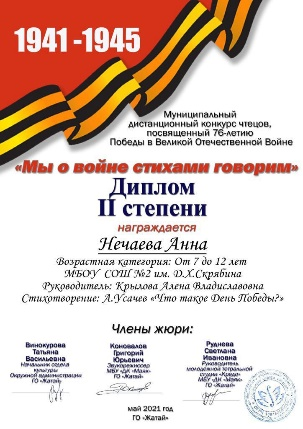 1941 -1945
Муниципальный
дистанционный конкурс чтецов,
посвященный 76-летию
Победы в Великой Отечественной Войне
«Мы о войне стихами говорим»
Диплом
II степени
награждается
Нечаева Анна
Возрастная категория: От 7 до 12 лет
МБОУ СОШ №2 им. Д.Х.Скрябина
Руководитель: Крылова Алена Владиславовна
Стихотворение: А.Усачев «Что такое День Победы?»
Члены жюри:
Винокурова
Татьяна
Васильевна
Начальник отдела
культуры
Окружной администрации
ГО «Жатай»
Коновалов
Григорий
Юрьевич
Звукорежиссер
МБУ «ДК «Маяк»
ГО «Жатай»
Руднева
Светлана
Ивановна
Руководитель
молодежной театральной
студии
МБУ «ДК «Маяк»
ГО «Жатай»
май 2021 год
ГО «Жатай»